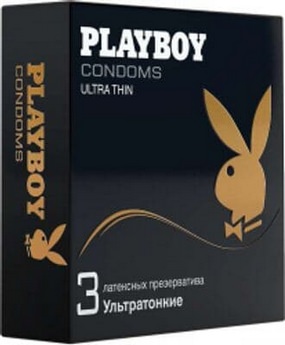 PLAYBOY
CONDOMS
ULTRA THIN
3 латексных презерватива
Ультратонкие
PLAYBOY
CONDOMS